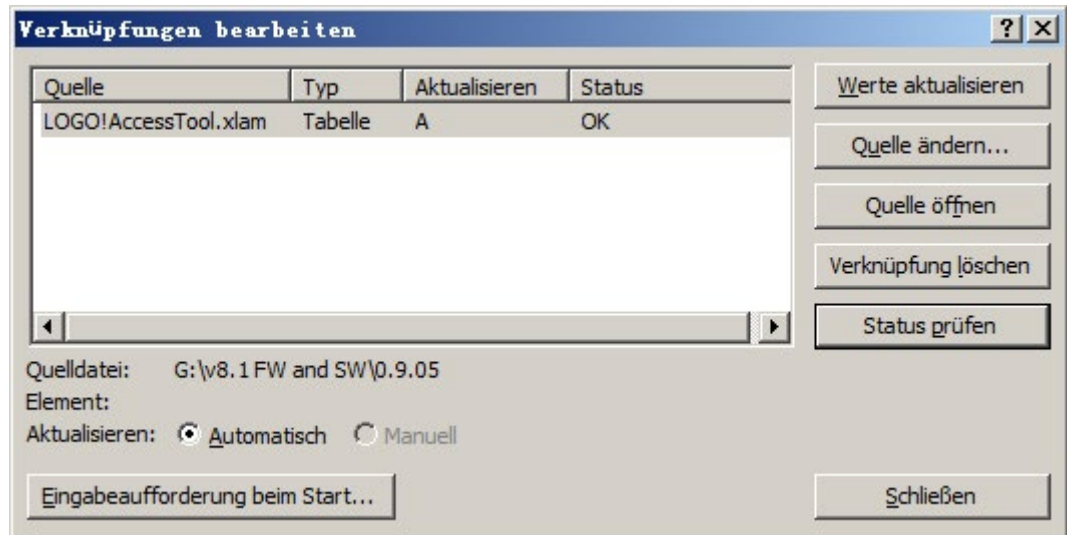 Verknüpfungen bearbeiten
Quelle Typ Aktualisieren Status
LOGO!AccessTool.xlam Tabelle A OK
Werte aktualisieren
Quelle ändern...
Quelle öffnen
Verknüpfung löschen
Status prüfen
Quelldatei: G:\v8.1 FW and SW\0.9.05
Element:
Aktualisieren: Automatisch Manuell
Eingabeaufforderung beim Start... Schließen